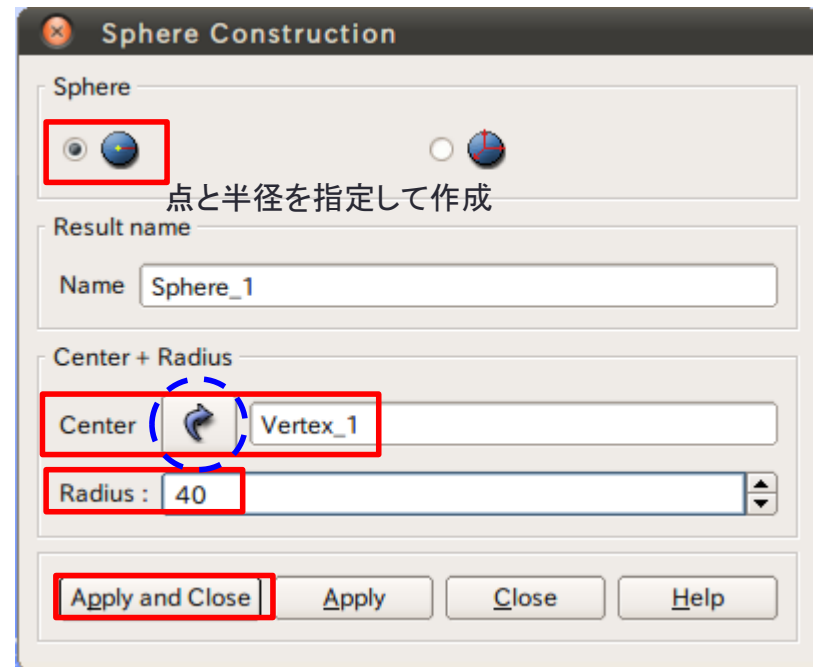 Sphere Construction
Sphere
点と半径を指定して作成
Result name
Name Sphere_1
Center + Radius
Center Vertex_1
Radius : 40
Apply and Close Apply Close Help